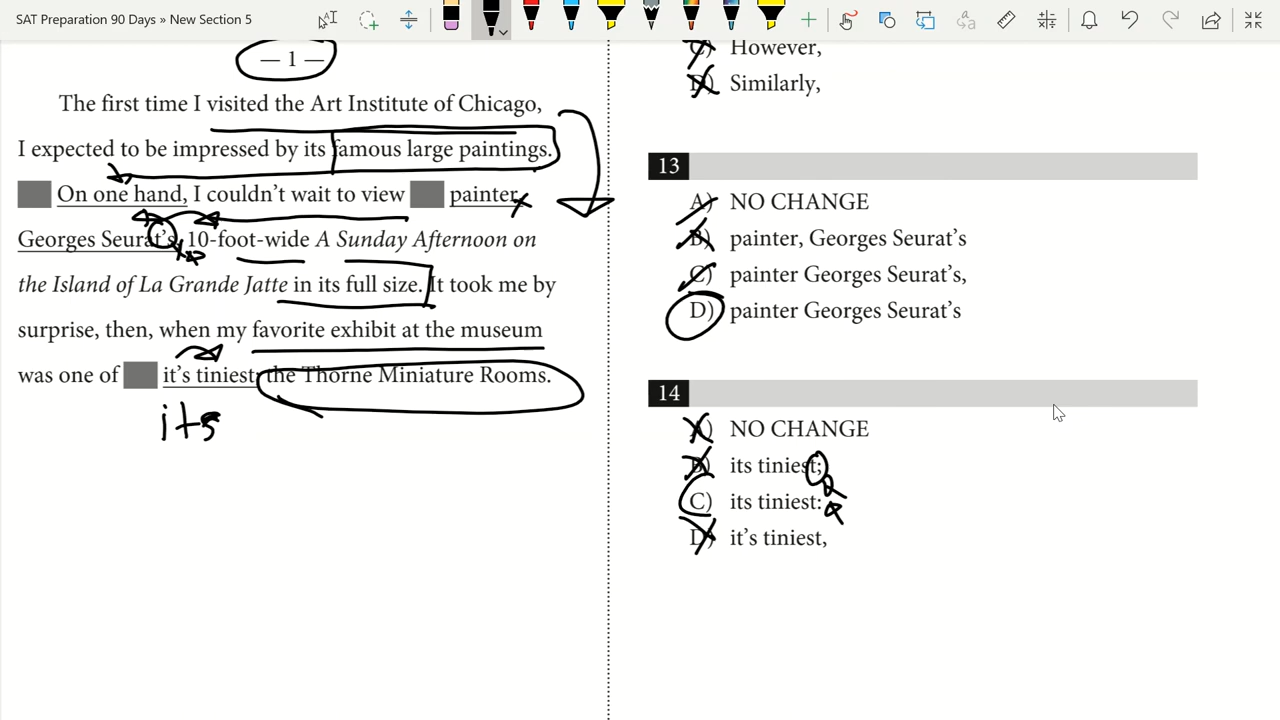 SAT Preparation 90 Days » New Section 5
— 1 —
The first time I visited the Art Institute of Chicago,
I expected to be impressed by its famous large paintings.
On one hand, I couldn't wait to view painter
Georges Seurat's, 10-foot-wide A Sunday Afternoon on
the Island of La Grande Jatte in its full size. It took me by
surprise, then, when my favorite exhibit at the museum
was one of it's tiniest; the Thorne Miniature Rooms.
its
C) However,
D) Similarly,
13
A) NO CHANGE
B) painter, Georges Seurat's
C) painter Georges Seurat's,
D) painter Georges Seurat's
14
A) NO CHANGE
B) its tiniest;
C) its tiniest:
D) it's tiniest,